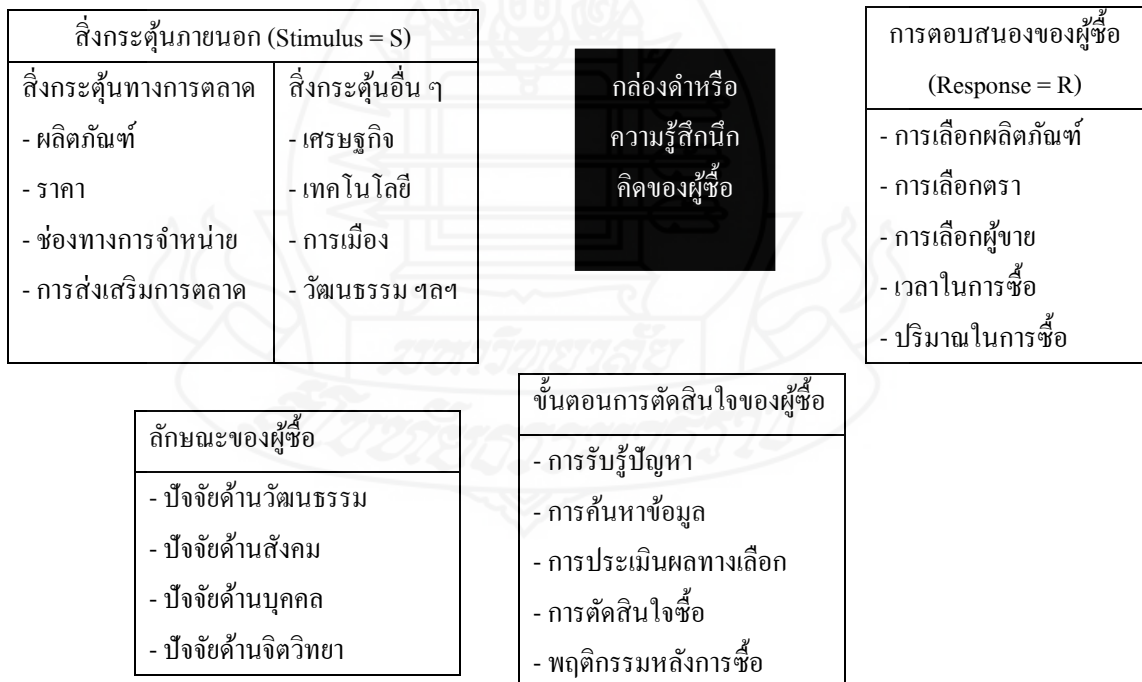 สิ่งกระตุ้นภายนอก (Stimulus = S)
สิ่งกระตุ้นทางการตลาด
- ผลิตภัณฑ์
- ราคา
- ช่องทางการจำหน่าย
- การส่งเสริมการตลาด
สิ่งกระตุ้นอื่น ๆ
- เศรษฐกิจ
- เทคโนโลยี
- การเมือง
- วัฒนธรรม ฯลฯ
กล่องดำหรือ
ความรู้สึกนึก
คิดของผู้ซื้อ
การตอบสนองของผู้ซื้อ
(Response = R)
- การเลือกผลิตภัณฑ์
- การเลือกตรา
- การเลือกผู้ขาย
- เวลาในการซื้อ
- ปริมาณในการซื้อ
ลักษณะของผู้ซื้อ
- ปัจจัยด้านวัฒนธรรม
- ปัจจัยด้านสังคม
- ปัจจัยด้านบุคคล
- ปัจจัยด้านจิตวิทยา
ขั้นตอนการตัดสินใจของผู้ซื้อ
- การรับรู้ปัญหา
- การค้นหาข้อมูล
- การประเมินผลทางเลือก
- การตัดสินใจซื้อ
- พฤติกรรมหลังการซื้อ